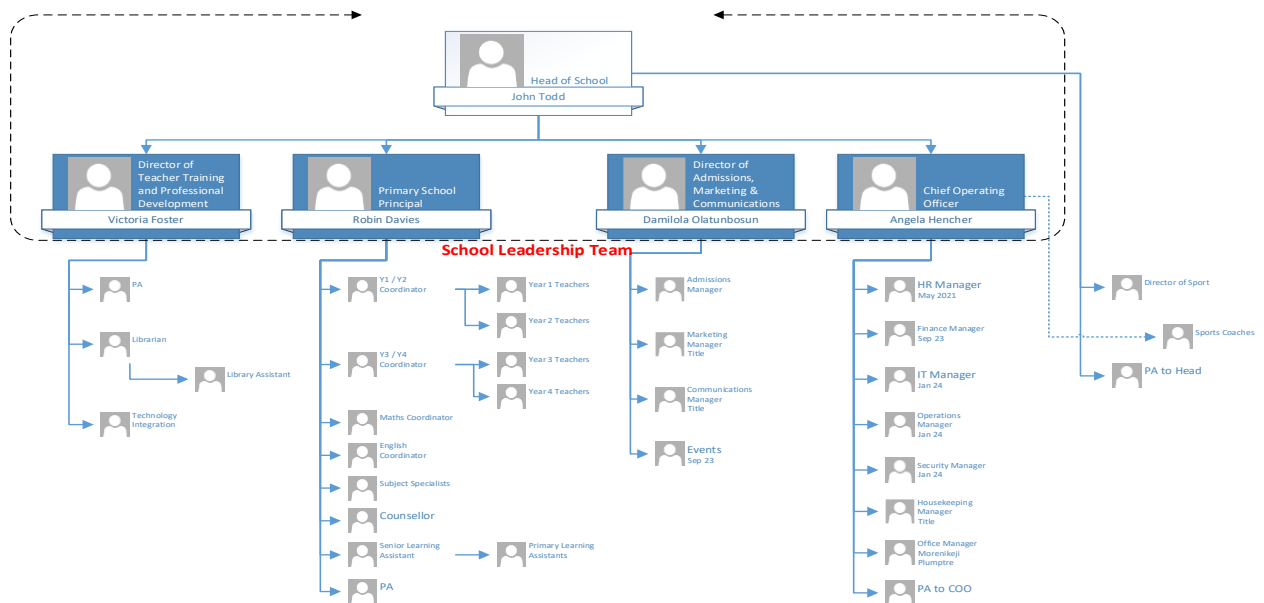 Head of School
John Todd
Director of
Teacher Training
and Professional
Development
Victoria Foster
Primary School
Principal
Robin Davies
Director of
Admissions,
Marketing &
Communications
Damilola Olatunbosun
Chief Operating
Officer
Angela Hencher
School Leadership Team
PA
Librarian
Library Assistant
Technology
Integration
Y1 / Y2
Coordinator
Year 1 Teachers
Year 2 Teachers
Y3 / Y4
Coordinator
Year 3 Teachers
Year 4 Teachers
Maths Coordinator
English
Coordinator
Subject Specialists
Counsellor
Senior Learning
Assistant
Primary Learning
Assistants
PA
Admissions
Manager
Marketing
Manager
Title
Communications
Manager
Title
Events
Sep 23
HR Manager
May 2021
Finance Manager
Sep 23
IT Manager
Jan 24
Operations
Manager
Jan 24
Security Manager
Jan 24
Housekeeping
Manager
Title
Office Manager
Morenikeji
Plumptre
PA to COO
Director of Sport
Sports Coaches
PA to Head